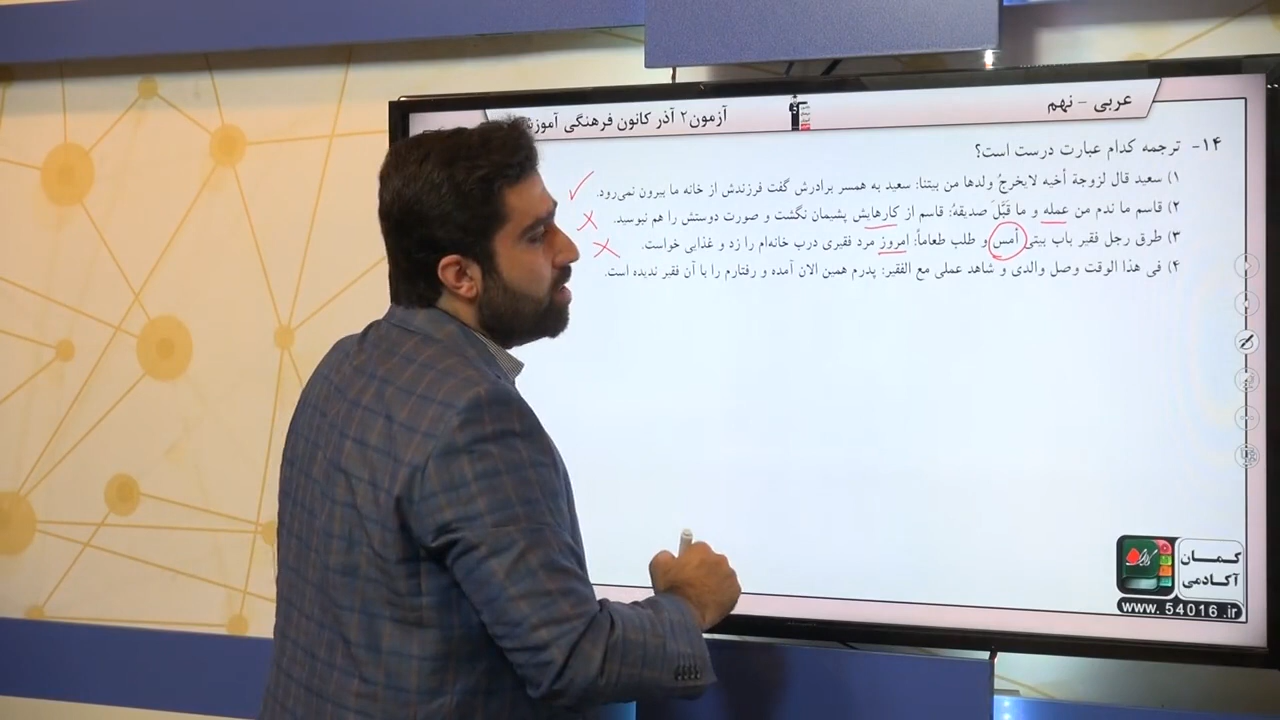 عربی - نهم
آزمون ۲ آذر کانون فرهنگی آموزش
۱۴- ترجمه کدام عبارت درست است؟
۱) سعید قال لزوجة أخیه لایخرجُ ولدها من بیتنا: سعید به همسر برادرش گفت فرزندش از خانه ما بیرون نمی‌رود.
۲) قاسم ما ندم من عمله و ما قَبَّلَ صدیقهُ: قاسم از کارهایش پشیمان نگشت و صورت دوستش را هم نبوسید.
۳) طرق رجل فقیر باب بیتی أمس و طلب طعاماً: امروز مرد فقیری درب خانه‌ام را زد و غذایی خواست.
۴) فی هذا الوقت وصل والدی و شاهد عملی مع الفقیر: پدرم همین الان آمده و رفتارم را با آن فقیر ندیده است.
کمان
آکادمی
www. 54016 .ir